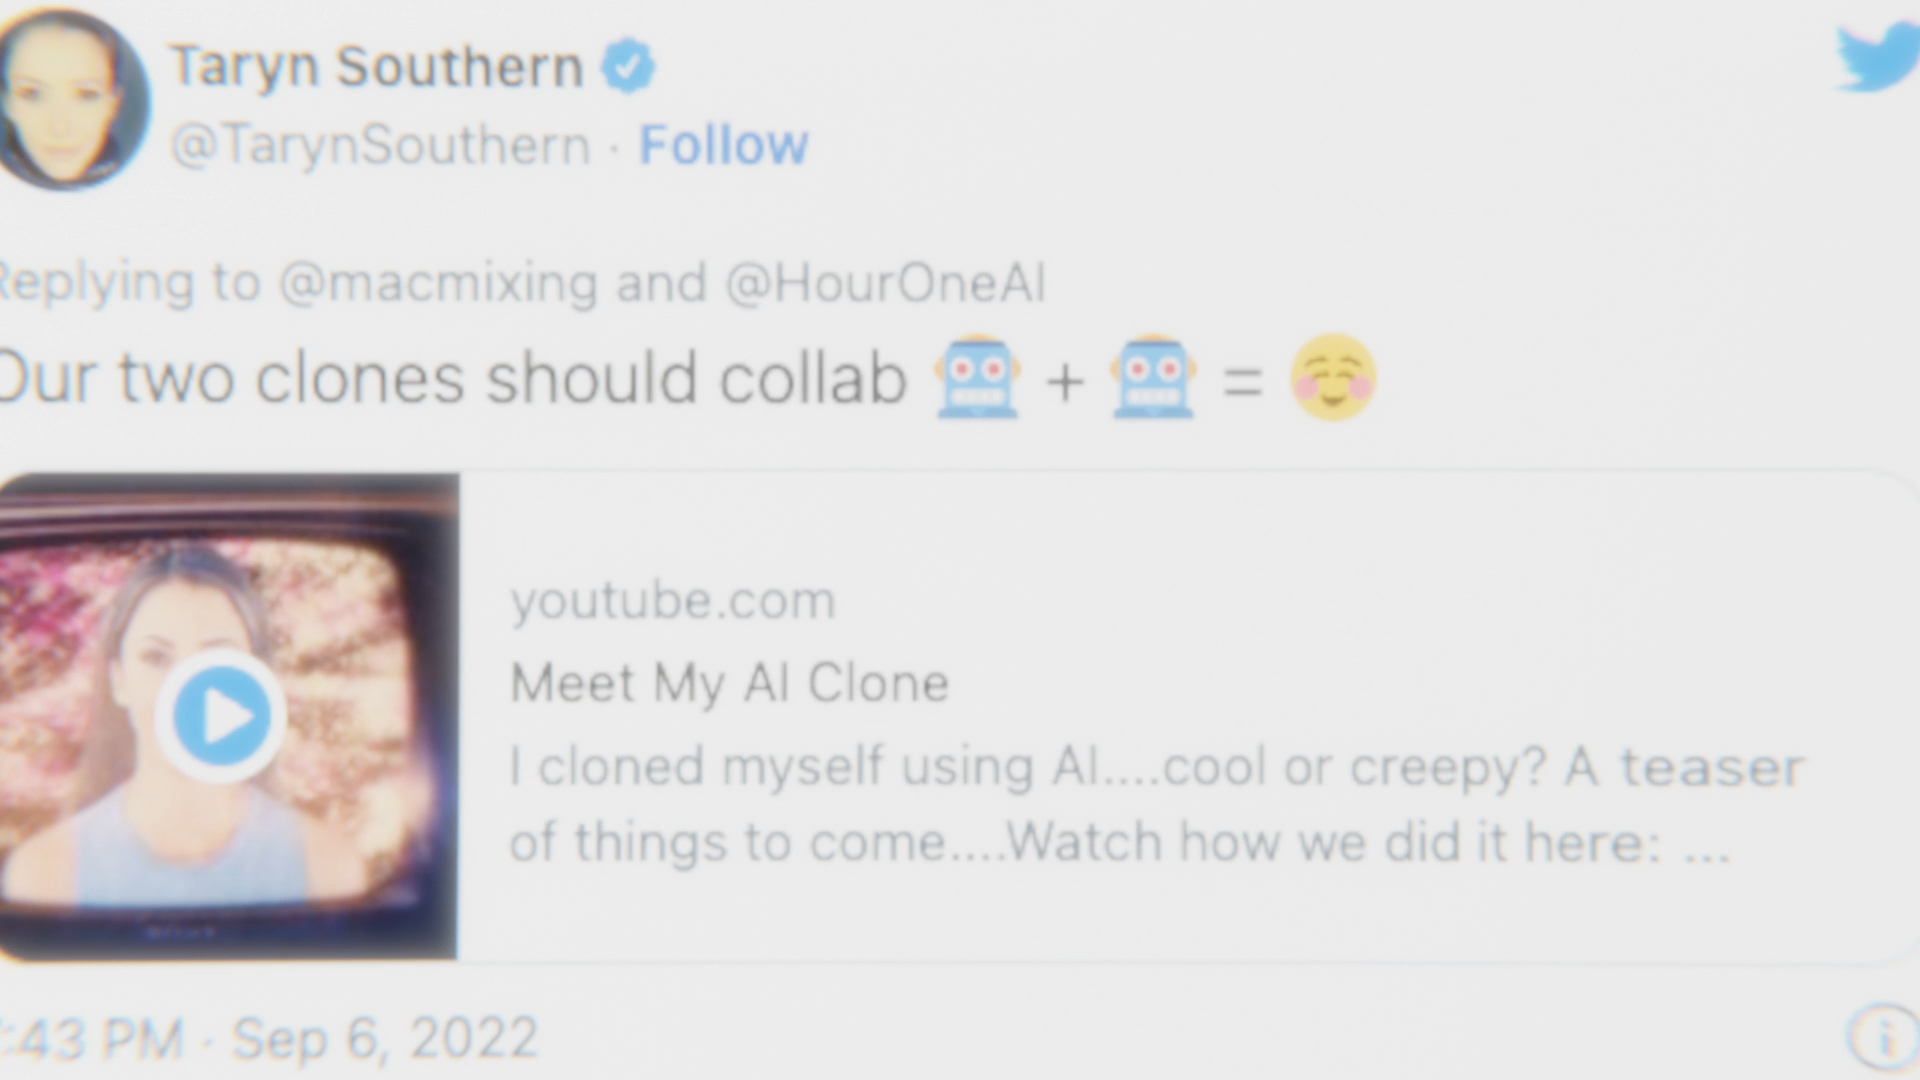 Taryn Southern
@TarynSouthern · Follow
Replying to @macmixing and @HourOneAI
Our two clones should collab 🤖 + 🤖 = ☺️
youtube.com
Meet My AI Clone
I cloned myself using AI....cool or creepy? A teaser
of things to come....Watch how we did it here: ...
:43 PM · Sep 6, 2022